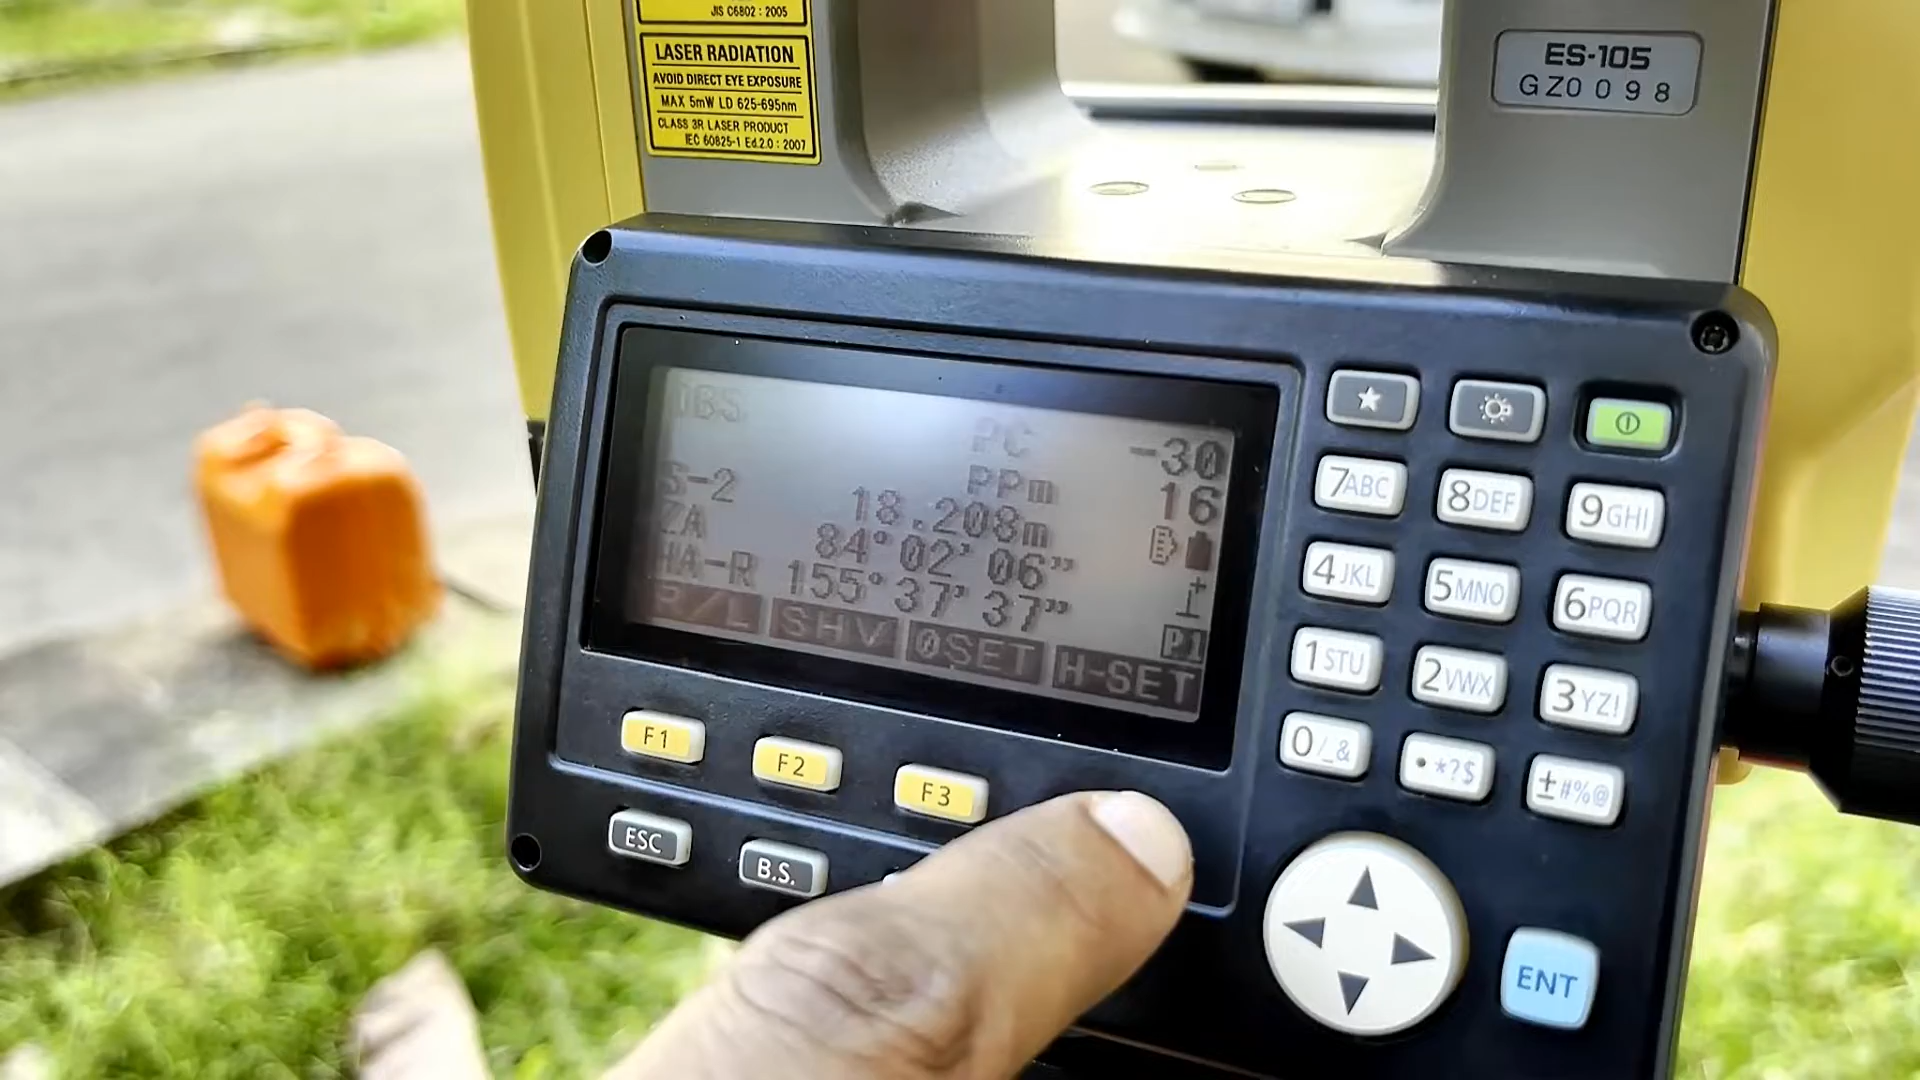 JIS C6802 : 2005
LASER RADIATION
AVOID DIRECT EYE EXPOSURE
MAX 5mW LD 625-695nm
CLASS 3R LASER PRODUCT
IEC 60825-1 Ed.2.0 : 2007
ES-105
GZ0098
OBS
PC -30
PPm 16
S-2 18.208m
ZA 84°02'06"
HA-R 155°37'37"
P1
R/L SHV 0SET H-SET
7ABC 8DEF 9GHI
4JKL 5MNO 6PQR
1STU 2VWX 3YZ!
0/_& •*?$ ±#%@
F1 F2 F3
ESC B.S.
ENT